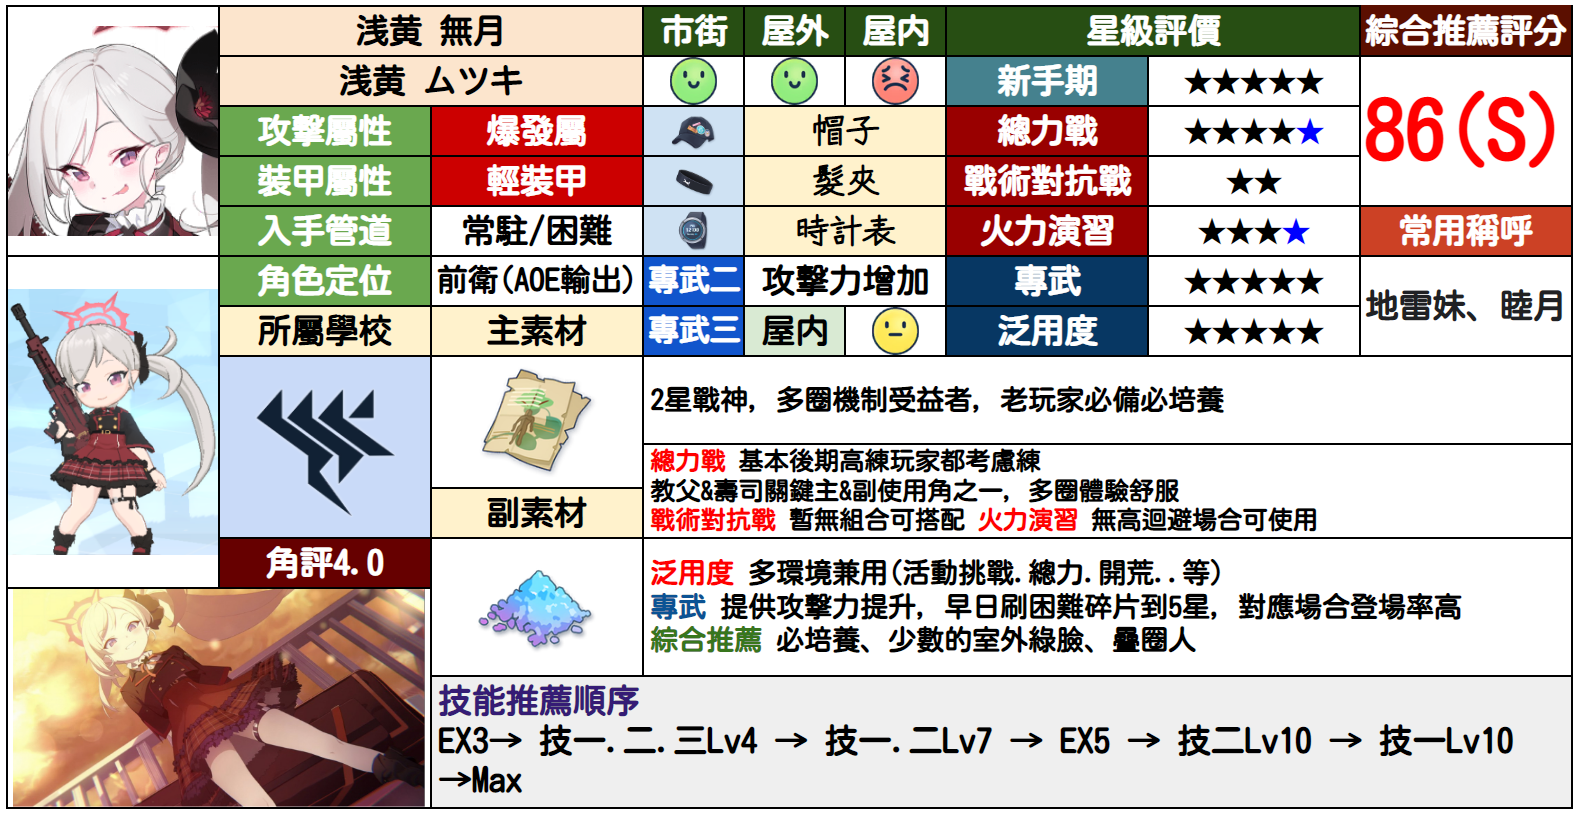 浅黄 無月
市街
屋外
屋内
星級評價
綜合推薦評分
浅黄 ムツキ
新手期
★★★★★
86(S)
攻擊屬性
爆發屬
帽子
總力戰
★★★★★
裝甲屬性
輕裝甲
髮夾
戰術對抗戰
★★
入手管道
常駐/困難
時計表
火力演習
★★★★
常用稱呼
角色定位
前衛(AOE輸出)
專武二
攻擊力增加
專武
★★★★★
地雷妹、睦月
所屬學校
主素材
專武三
屋内
泛用度
★★★★★
2星戰神, 多圈機制受益者, 老玩家必備必培養
總力戰 基本後期高練玩家都考慮練
教父&壽司關鍵主&副使用角之一, 多圈體驗舒服
戰術對抗戰 暫無組合可搭配 火力演習 無高迴避場合可使用
副素材
角評4.0
泛用度 多環境兼用(活動挑戰.總力.開荒..等)
專武 提供攻擊力提升, 早日刷困難碎片到5星, 對應場合登場率高
綜合推薦 必培養、少數的室外綠臉、疊圈人
技能推薦順序
EX3→ 技一.二.三Lv4 → 技一.二Lv7 → EX5 → 技二Lv10 → 技一Lv10
→Max